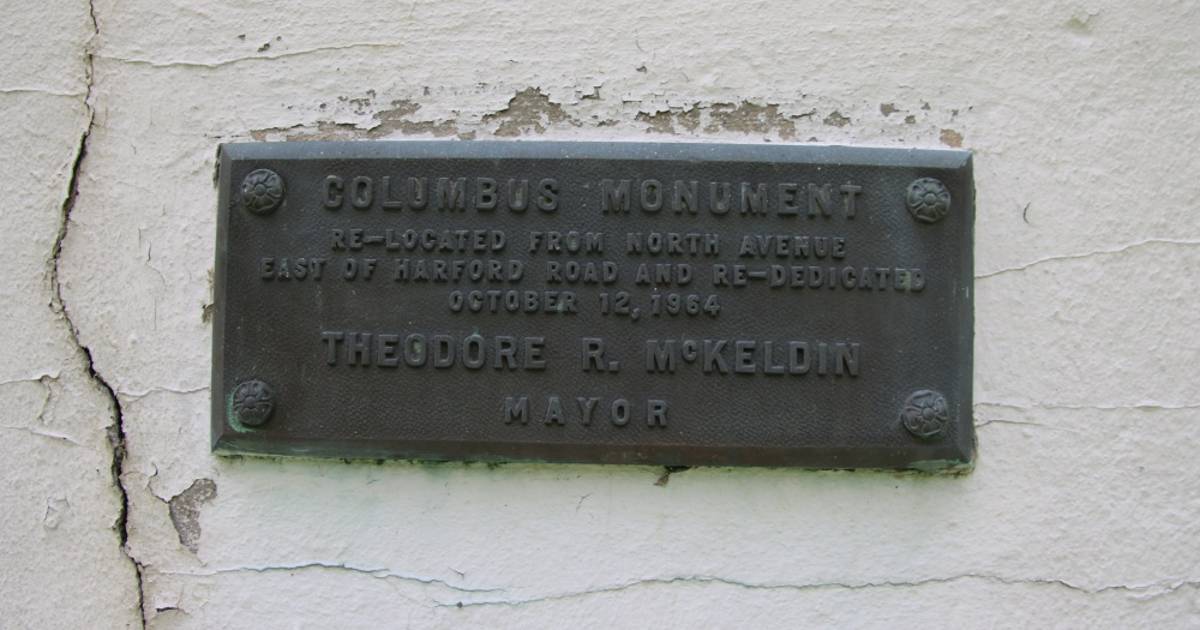 COLUMBUS MONUMENT
RE-LOCATED FROM NORTH AVENUE
EAST OF HARFORD ROAD AND RE-DEDICATED
OCTOBER 12, 1964
THEODORE R. McKELDIN
MAYOR